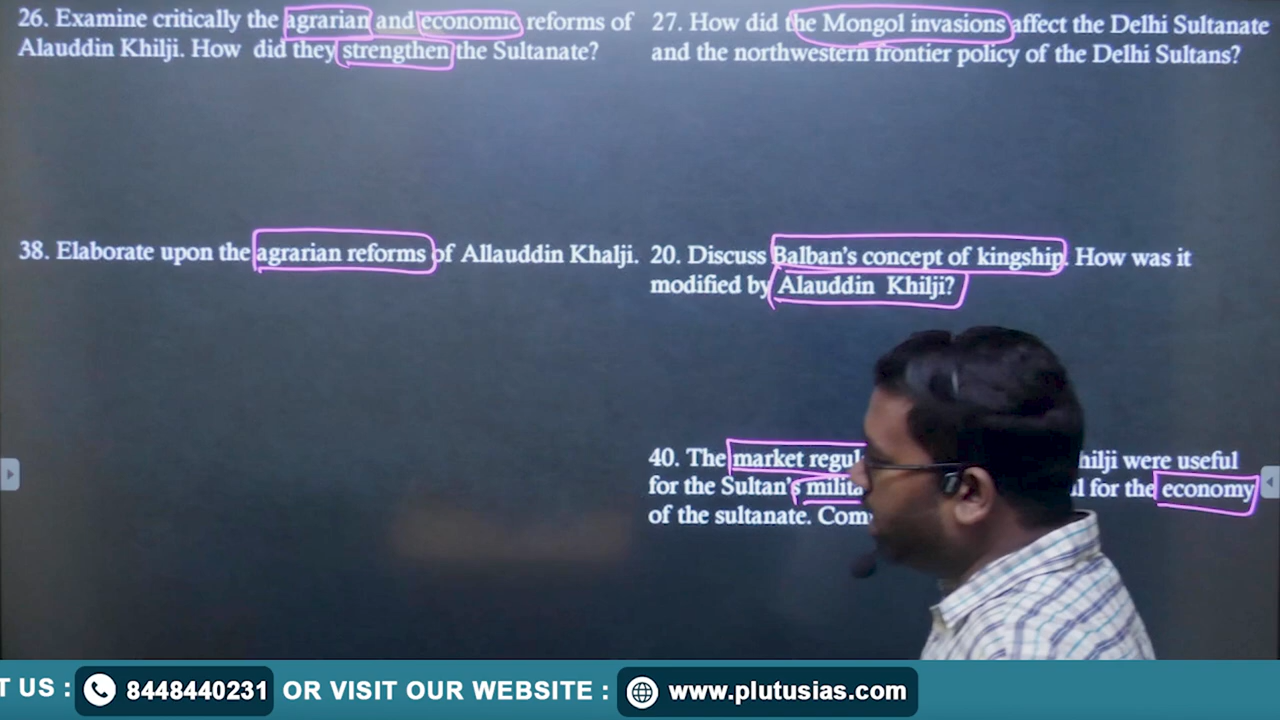 26. Examine critically the agrarian and economic reforms of
Alauddin Khilji. How did they strengthen the Sultanate?
27. How did the Mongol invasions affect the Delhi Sultanate
and the northwestern frontier policy of the Delhi Sultans?
38. Elaborate upon the agrarian reforms of Allauddin Khalji.
20. Discuss Balban's concept of kingship. How was it
modified by Alauddin Khilji?
40. The market regul hilji were useful
for the Sultan's milita l for the economy
of the sultanate. Com
T US : 8448440231 OR VISIT OUR WEBSITE : www.plutusias.com